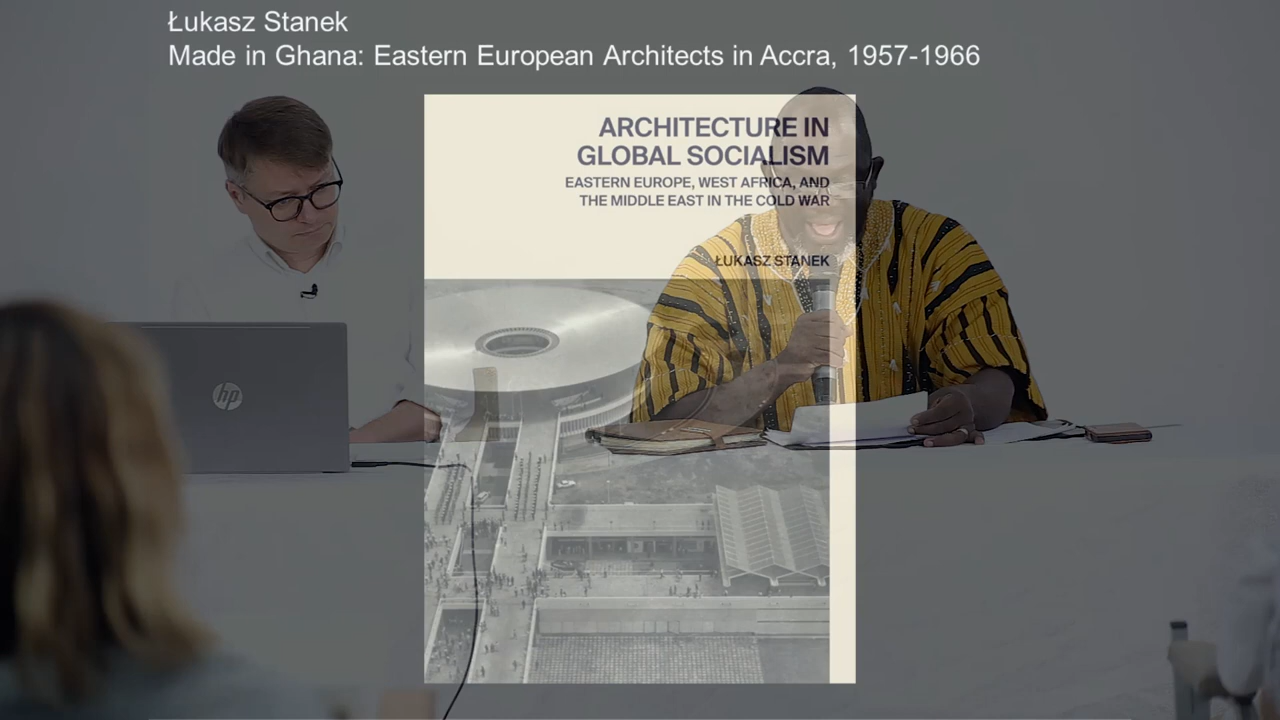 Łukasz Stanek
Made in Ghana: Eastern European Architects in Accra, 1957-1966
ARCHITECTURE IN
GLOBAL SOCIALISM
EASTERN EUROPE, WEST AFRICA, AND
THE MIDDLE EAST IN THE COLD WAR
ŁUKASZ STANEK
hp